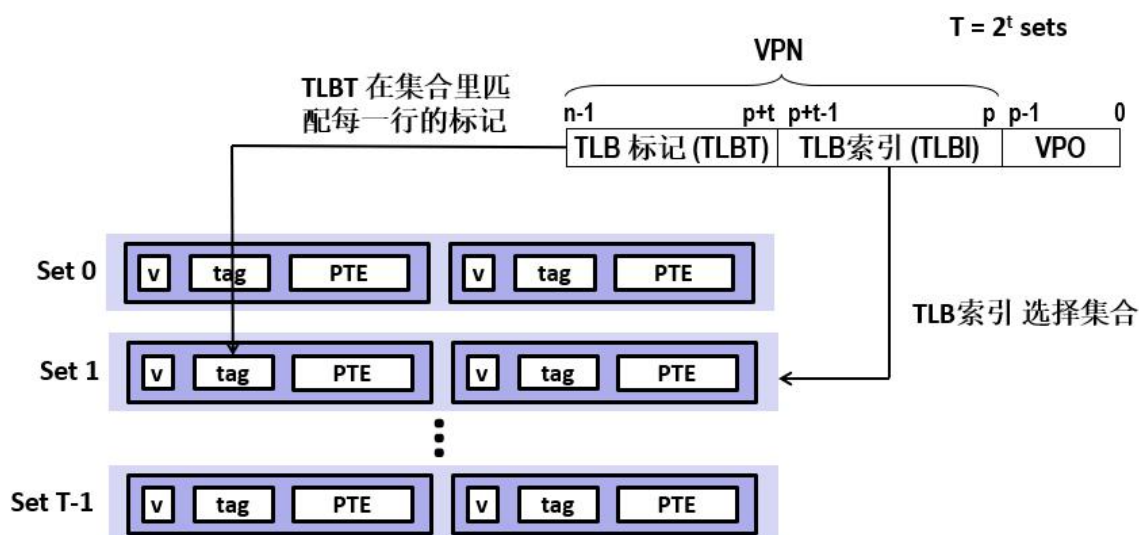 T = 2^t sets
VPN
TLBT 在集合里匹
配每一行的标记
n-1 p+t p+t-1 p p-1 0
TLB 标记 (TLBT) TLB索引 (TLBI) VPO
Set 0 v tag PTE v tag PTE
TLB索引 选择集合
Set 1 v tag PTE v tag PTE
Set T-1 v tag PTE v tag PTE